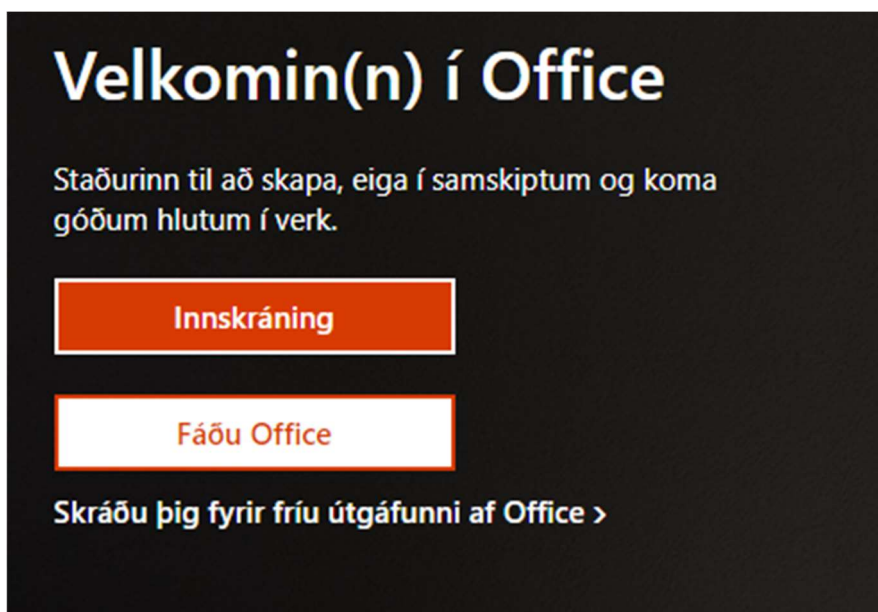 Velkomin(n) í Office
Staðurinn til að skapa, eiga í samskiptum og koma
góðum hlutum í verk.
Innskráning
Fáðu Office
Skráðu þig fyrir fríu útgáfunni af Office >